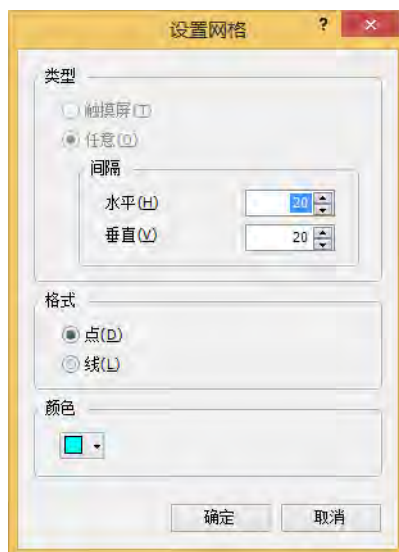 设置网格 ?
类型
触摸屏(T)
任意(O)
间隔
水平(H) 20
垂直(V) 20
格式
点(D)
线(L)
颜色
确定 取消